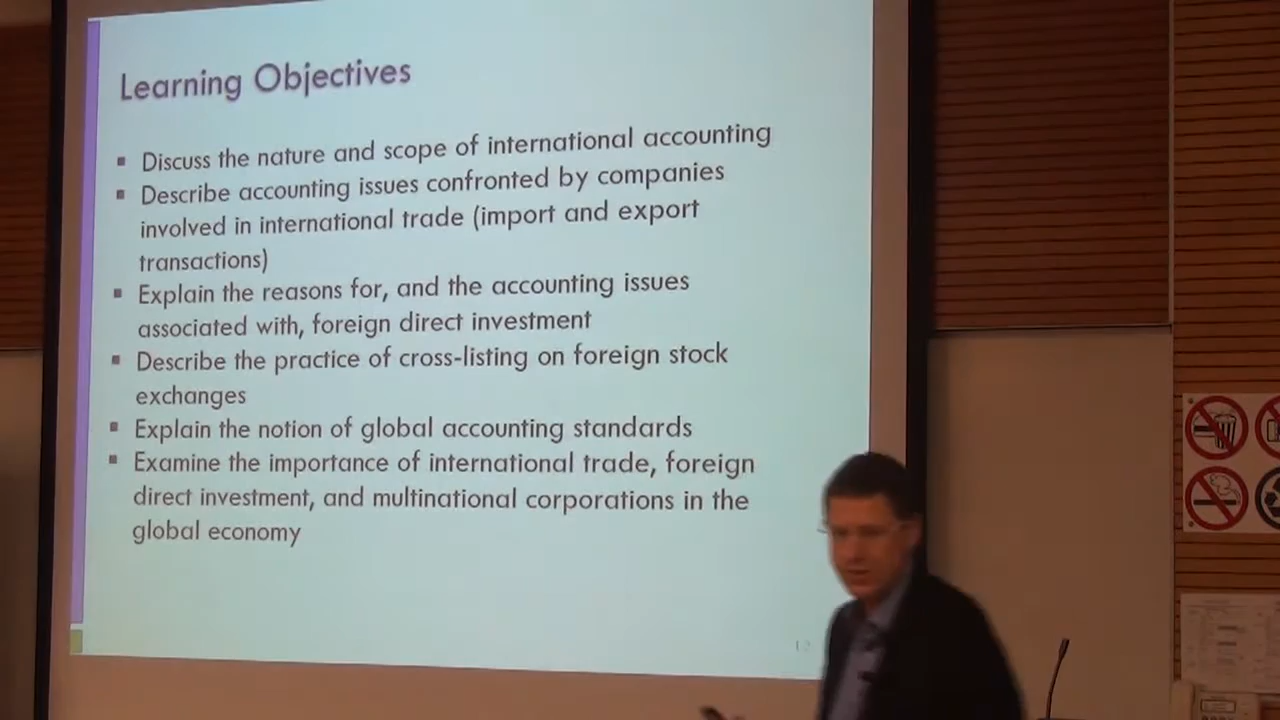 Learning Objectives
▪ Discuss the nature and scope of international accounting
▪ Describe accounting issues confronted by companies
involved in international trade (import and export
transactions)
▪ Explain the reasons for, and the accounting issues
associated with, foreign direct investment
▪ Describe the practice of cross-listing on foreign stock
exchanges
▪ Explain the notion of global accounting standards
▪ Examine the importance of international trade, foreign
direct investment, and multinational corporations in the
global economy